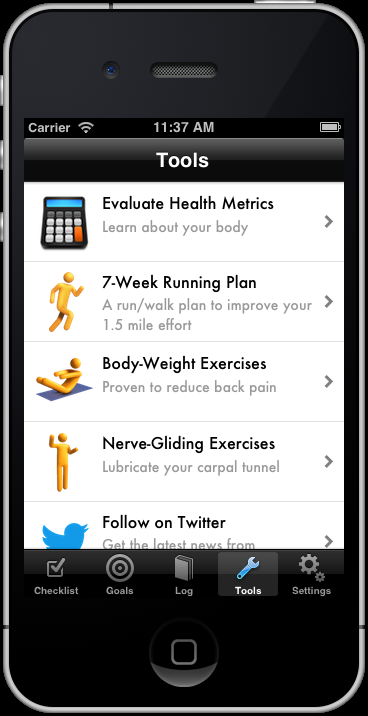 Carrier 11:37 AM
Tools
Evaluate Health Metrics
Learn about your body
7-Week Running Plan
A run/walk plan to improve your
1.5 mile effort
Body-Weight Exercises
Proven to reduce back pain
Nerve-Gliding Exercises
Lubricate your carpal tunnel
Follow on Twitter
Get the latest news from
Checklist Goals Log Tools Settings